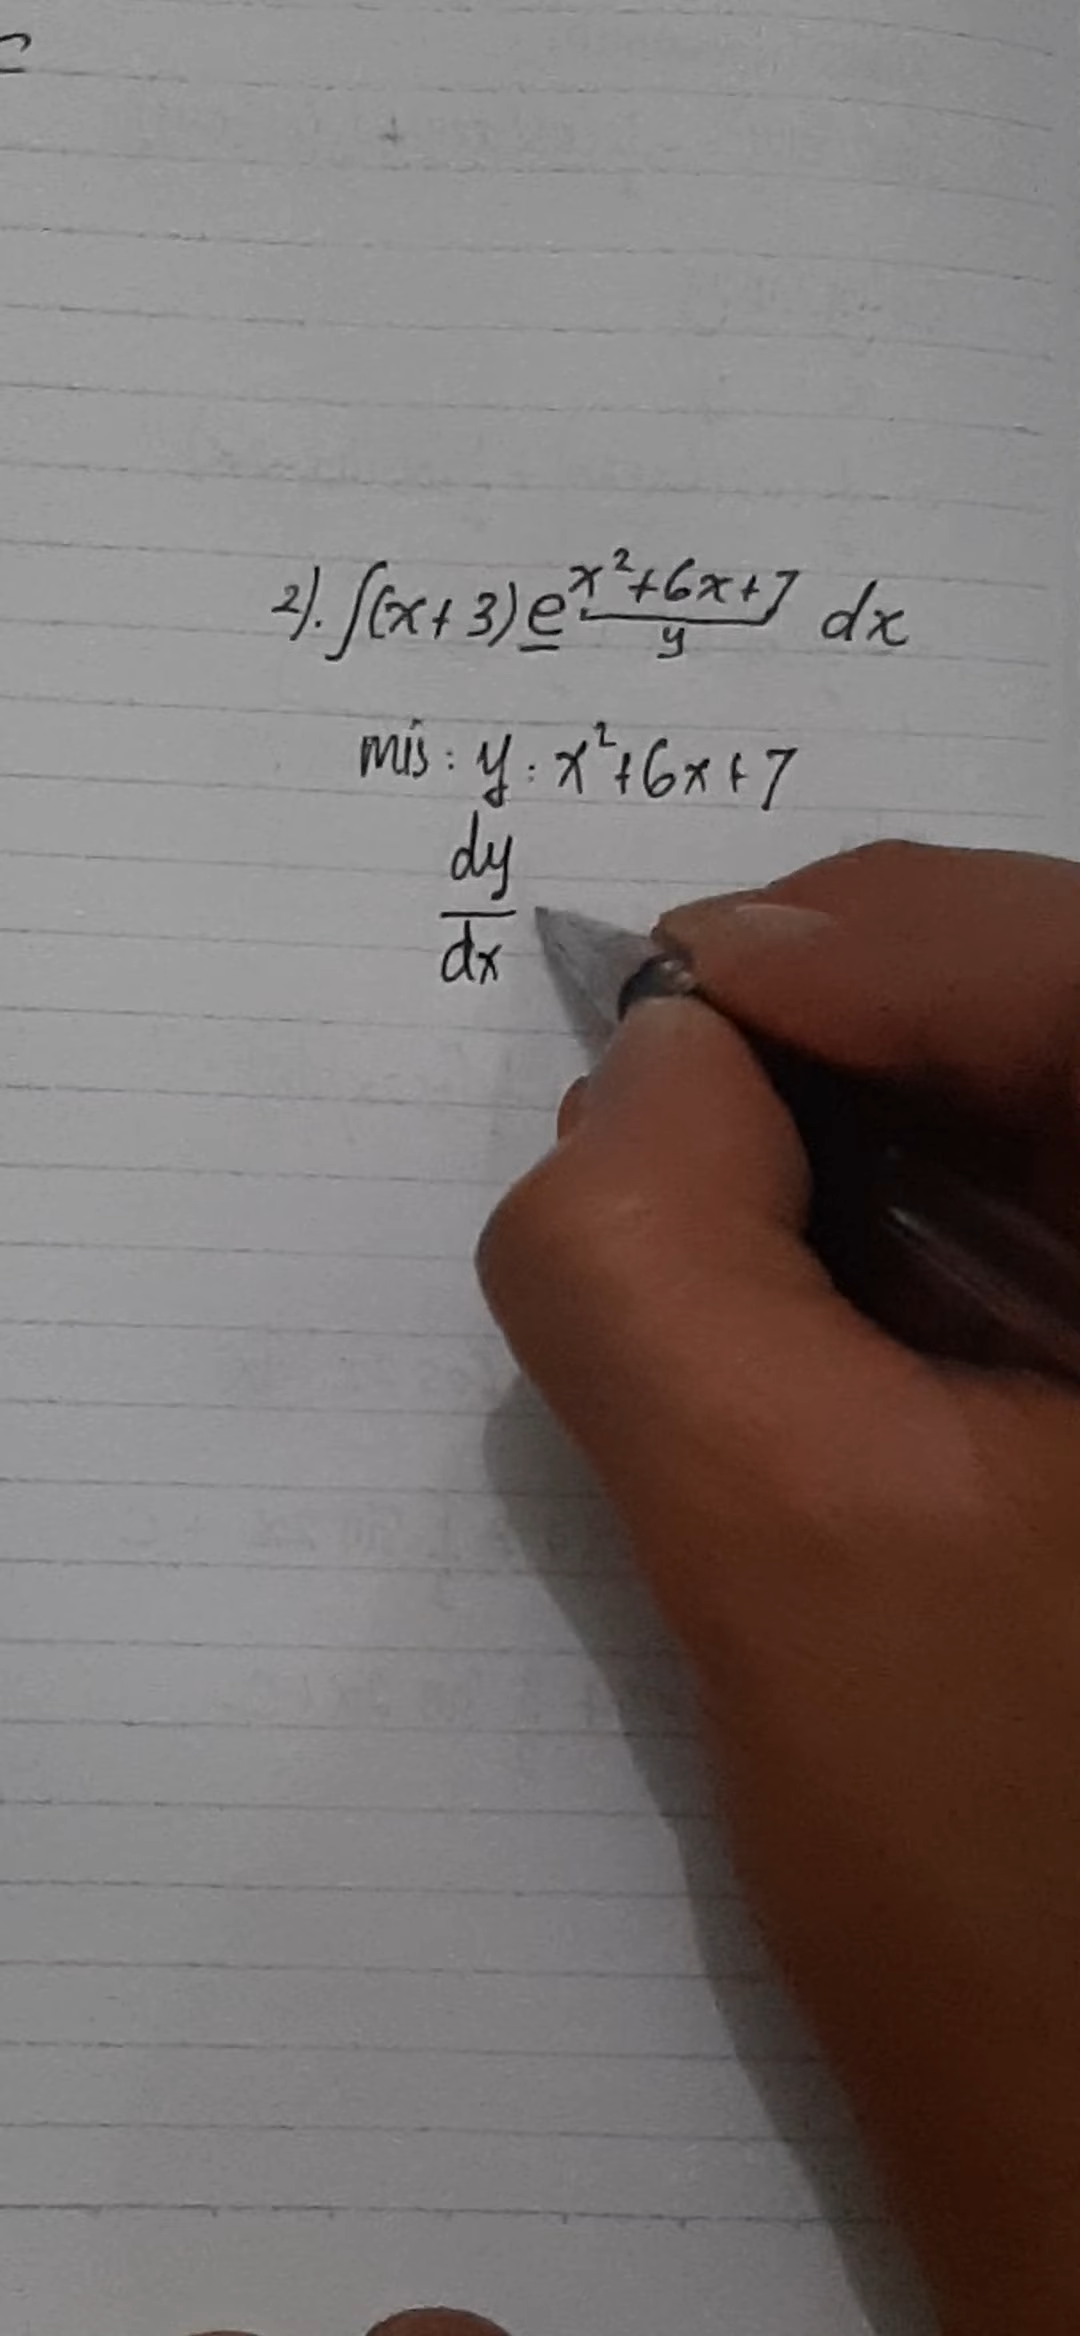 2). ∫(x+3) e^x²+6x+7 dx
y
mis : y : x²+6x+7
dy
dx